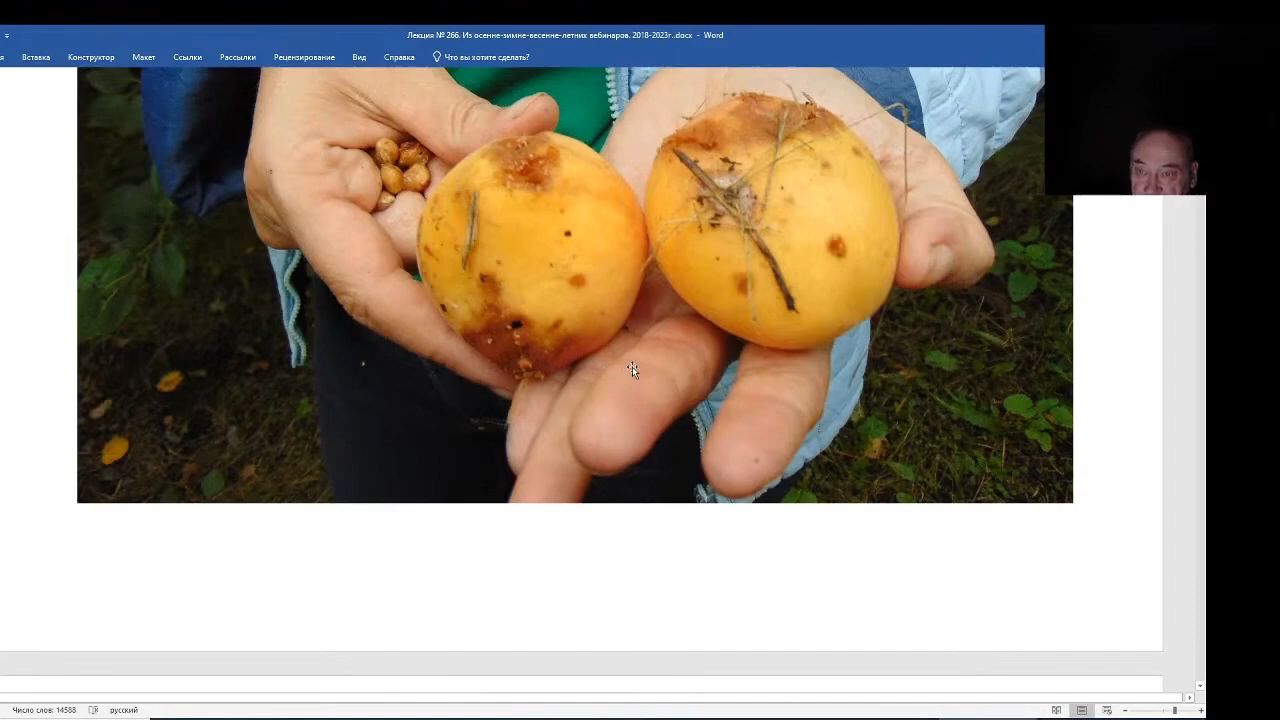 Лекция № 266. Из осенне-зимне-весенне-летних вебинаров. 2018-2023г..docx - Word
я Вставка Конструктор Макет Ссылки Рассылки Рецензирование Вид Справка Что вы хотите сделать?
Число слов: 14588 русский